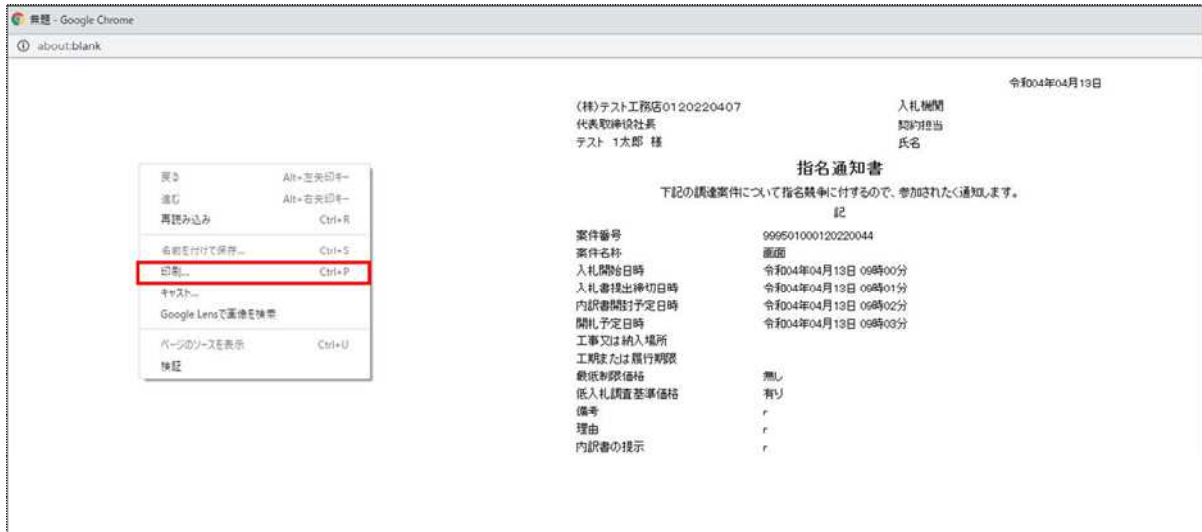 無題 - Google Chrome
about:blank
令和04年04月13日
(株)テスト工務店0120220407
代表取締役社長
テスト 1太郎 様
入札機関
契約担当
氏名
指名通知書
下記の調達案件について指名競争に付するので、参加されたく通知します。
記
案件番号 999501000120220044
案件名称 画面
入札開始日時 令和04年04月13日 09時00分
入札書提出締切日時 令和04年04月13日 09時01分
内訳書開封予定日時 令和04年04月13日 09時02分
開札予定日時 令和04年04月13日 09時03分
工事又は納入場所
工期または履行期限
最低制限価格 無し
低入札調査基準価格 有り
備考 r
理由 r
内訳書の提示 r
戻る Alt+左矢印キー
進む Alt+右矢印キー
再読み込み Ctrl+R
名前を付けて保存... Ctrl+S
印刷... Ctrl+P
キャスト...
Google Lensで画像を検索
ページのソースを表示 Ctrl+U
検証